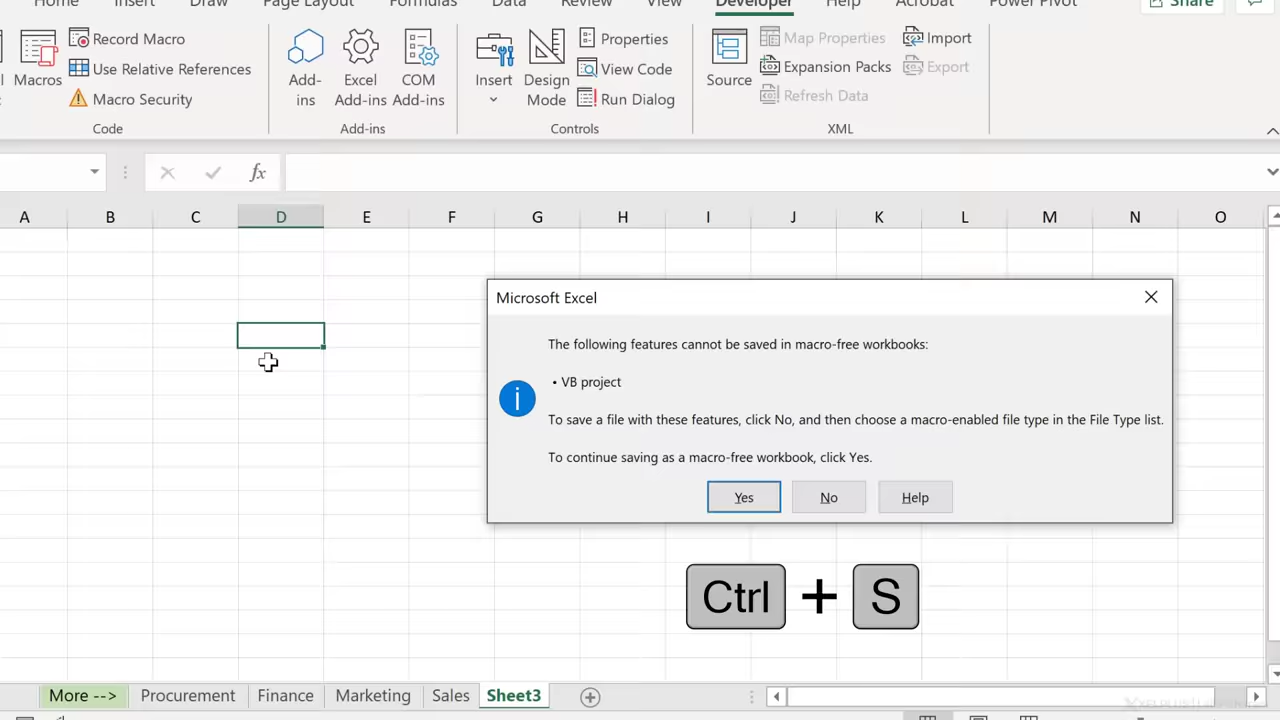 Home Insert Draw Page Layout Formulas Data Review View Developer Help Acrobat Power Pivot Share
Macros
Record Macro
Use Relative References
Macro Security
Code
Add-
ins
Excel
Add-ins
COM
Add-ins
Add-ins
Insert
Design
Mode
Properties
View Code
Run Dialog
Controls
Source
Map Properties
Expansion Packs
Refresh Data
Import
Export
XML
fx
A B C D E F G H I J K L M N O
Microsoft Excel
The following features cannot be saved in macro-free workbooks:
• VB project
To save a file with these features, click No, and then choose a macro-enabled file type in the File Type list.
To continue saving as a macro-free workbook, click Yes.
Yes No Help
Ctrl + S
More --> Procurement Finance Marketing Sales Sheet3